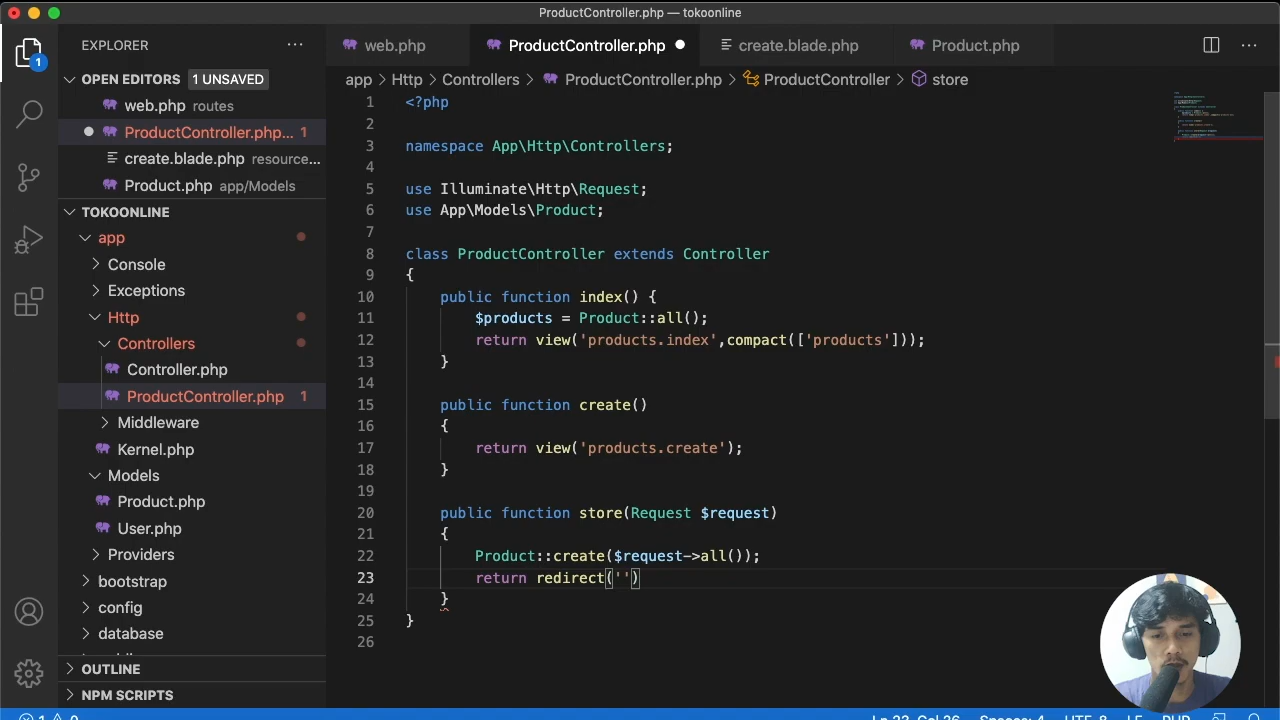 ProductController.php — tokoonline
EXPLORER
web.php
ProductController.php
create.blade.php
Product.php
OPEN EDITORS 1 UNSAVED
app > Http > Controllers > ProductController.php > ProductController > store
web.php routes
ProductController.php... 1
create.blade.php resource...
Product.php app/Models
TOKOONLINE
app
Console
Exceptions
Http
Controllers
Controller.php
ProductController.php 1
Middleware
Kernel.php
Models
Product.php
User.php
Providers
bootstrap
config
database
OUTLINE
NPM SCRIPTS
1
1 <?php
2
3 namespace App\Http\Controllers;
4
5 use Illuminate\Http\Request;
6 use App\Models\Product;
7
8 class ProductController extends Controller
9 {
10 public function index() {
11 $products = Product::all();
12 return view('products.index',compact(['products']));
13 }
14
15 public function create()
16 {
17 return view('products.create');
18 }
19
20 public function store(Request $request)
21 {
22 Product::create($request->all());
23 return redirect('')
24 }
25 }
26